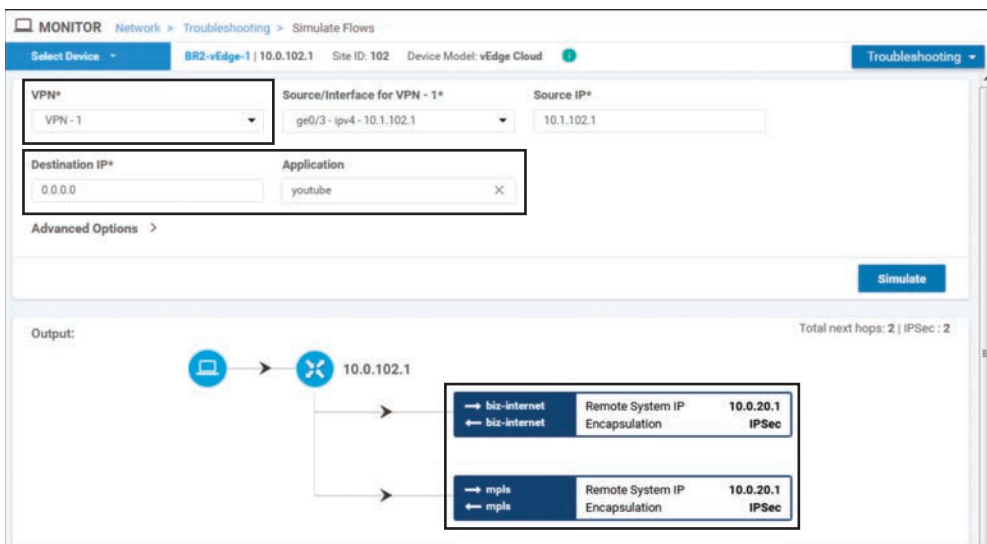 MONITOR Network > Troubleshooting > Simulate Flows
Select Device BR2-vEdge-1 | 10.0.102.1 Site ID: 102 Device Model: vEdge Cloud Troubleshooting
VPN* Source/Interface for VPN - 1* Source IP*
VPN - 1 ge0/3 - ipv4 - 10.1.102.1 10.1.102.1
Destination IP* Application
0.0.0.0 youtube
Advanced Options >
Simulate
Output: Total next hops: 2 | IPSec : 2
10.0.102.1
biz-internet Remote System IP 10.0.20.1
biz-internet Encapsulation IPSec
mpls Remote System IP 10.0.20.1
mpls Encapsulation IPSec